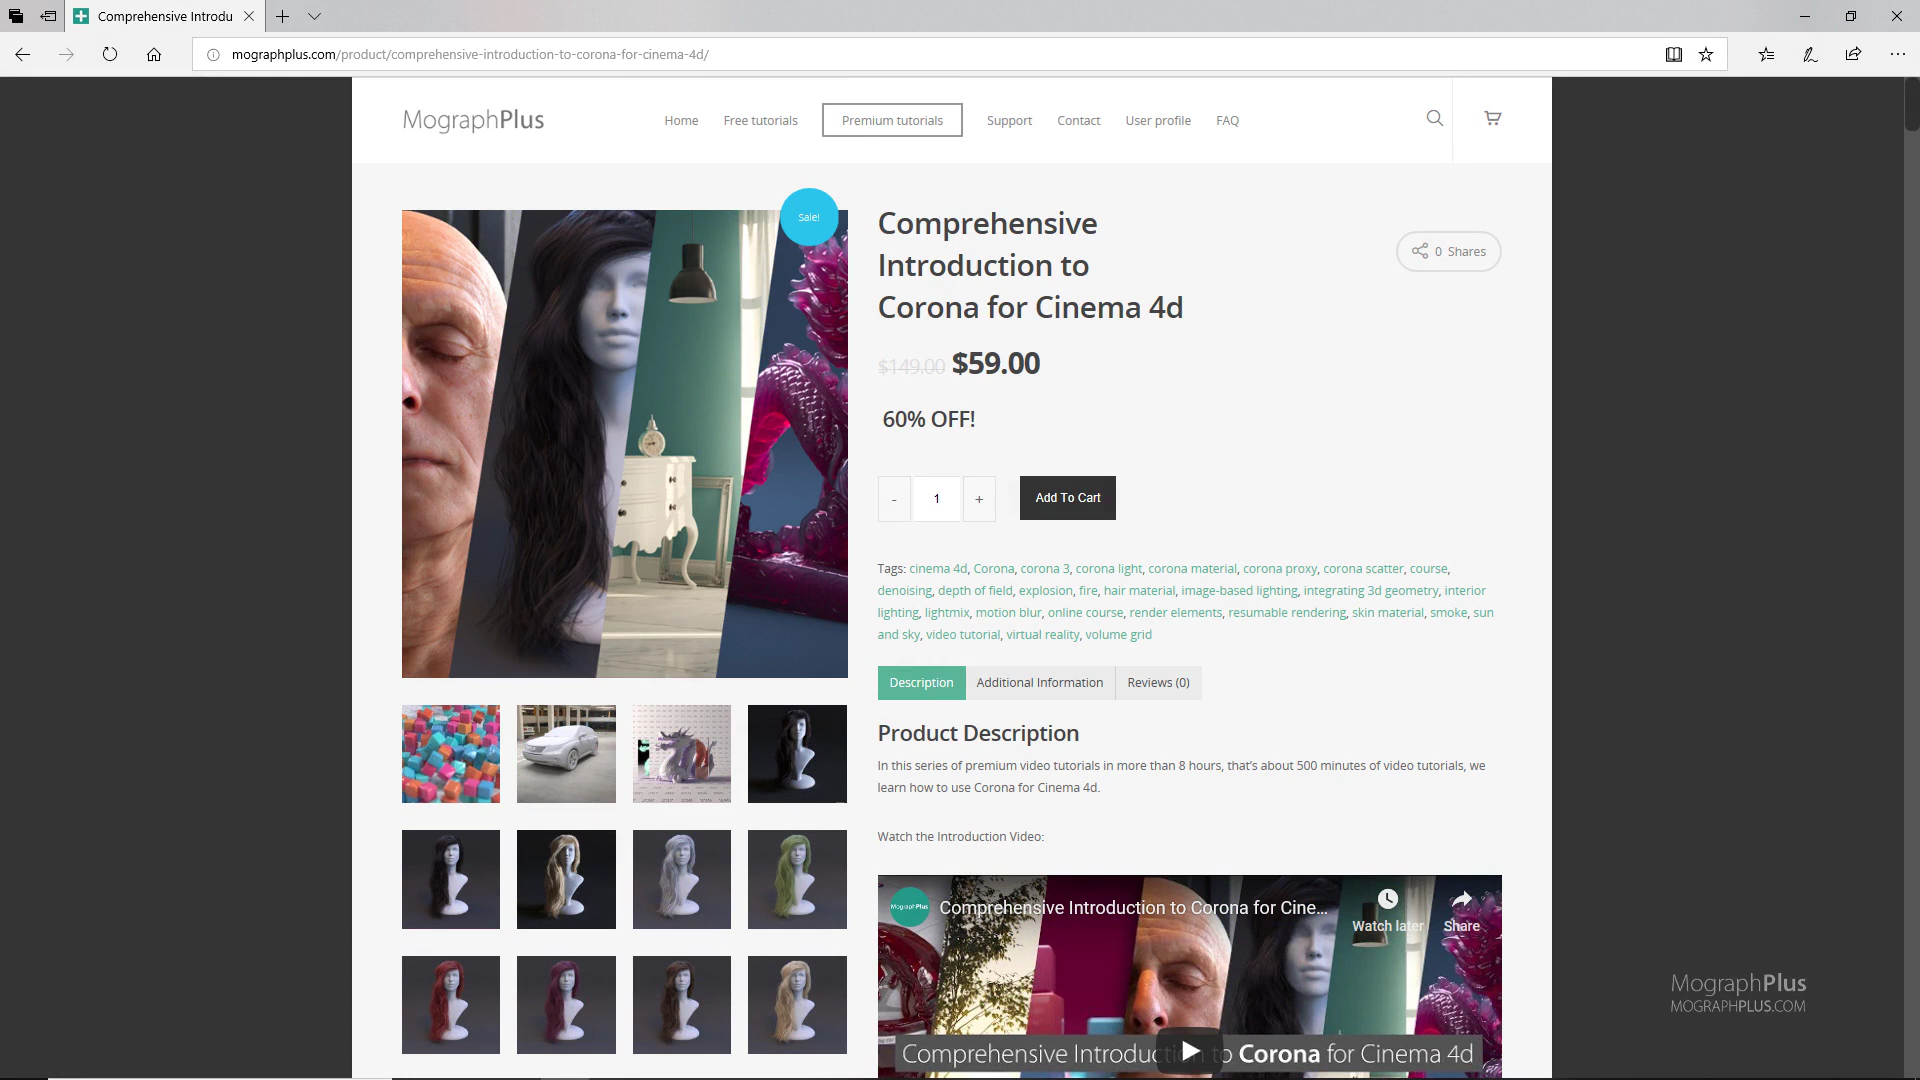 Comprehensive Introdu
mographplus.com/product/comprehensive-introduction-to-corona-for-cinema-4d/
MographPlus
Home
Free tutorials
Premium tutorials
Support
Contact
User profile
FAQ
Sale!
Comprehensive
Introduction to
Corona for Cinema 4d
0 Shares
$149.00 $59.00
60% OFF!
- 1 +
Add To Cart
Tags: cinema 4d, Corona, corona 3, corona light, corona material, corona proxy, corona scatter, course,
denoising, depth of field, explosion, fire, hair material, image-based lighting, integrating 3d geometry, interior
lighting, lightmix, motion blur, online course, render elements, resumable rendering, skin material, smoke, sun
and sky, video tutorial, virtual reality, volume grid
Description
Additional Information
Reviews (0)
Product Description
In this series of premium video tutorials in more than 8 hours, that's about 500 minutes of video tutorials, we
learn how to use Corona for Cinema 4d.
Watch the Introduction Video:
MographPlus
Comprehensive Introduction to Corona for Cine...
Watch later
Share
Comprehensive Introduc to Corona for Cinema 4d
MographPlus
MOGRAPHPLUS.COM